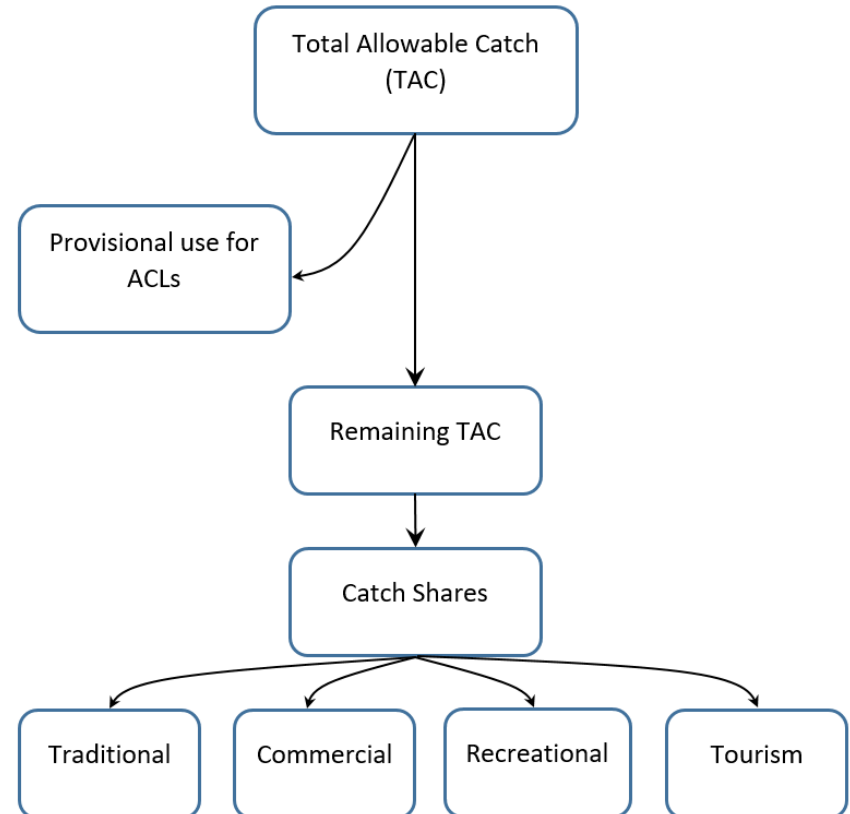 Total Allowable Catch
(TAC)
Provisional use for
ACLs
Remaining TAC
Catch Shares
Traditional
Commercial
Recreational
Tourism